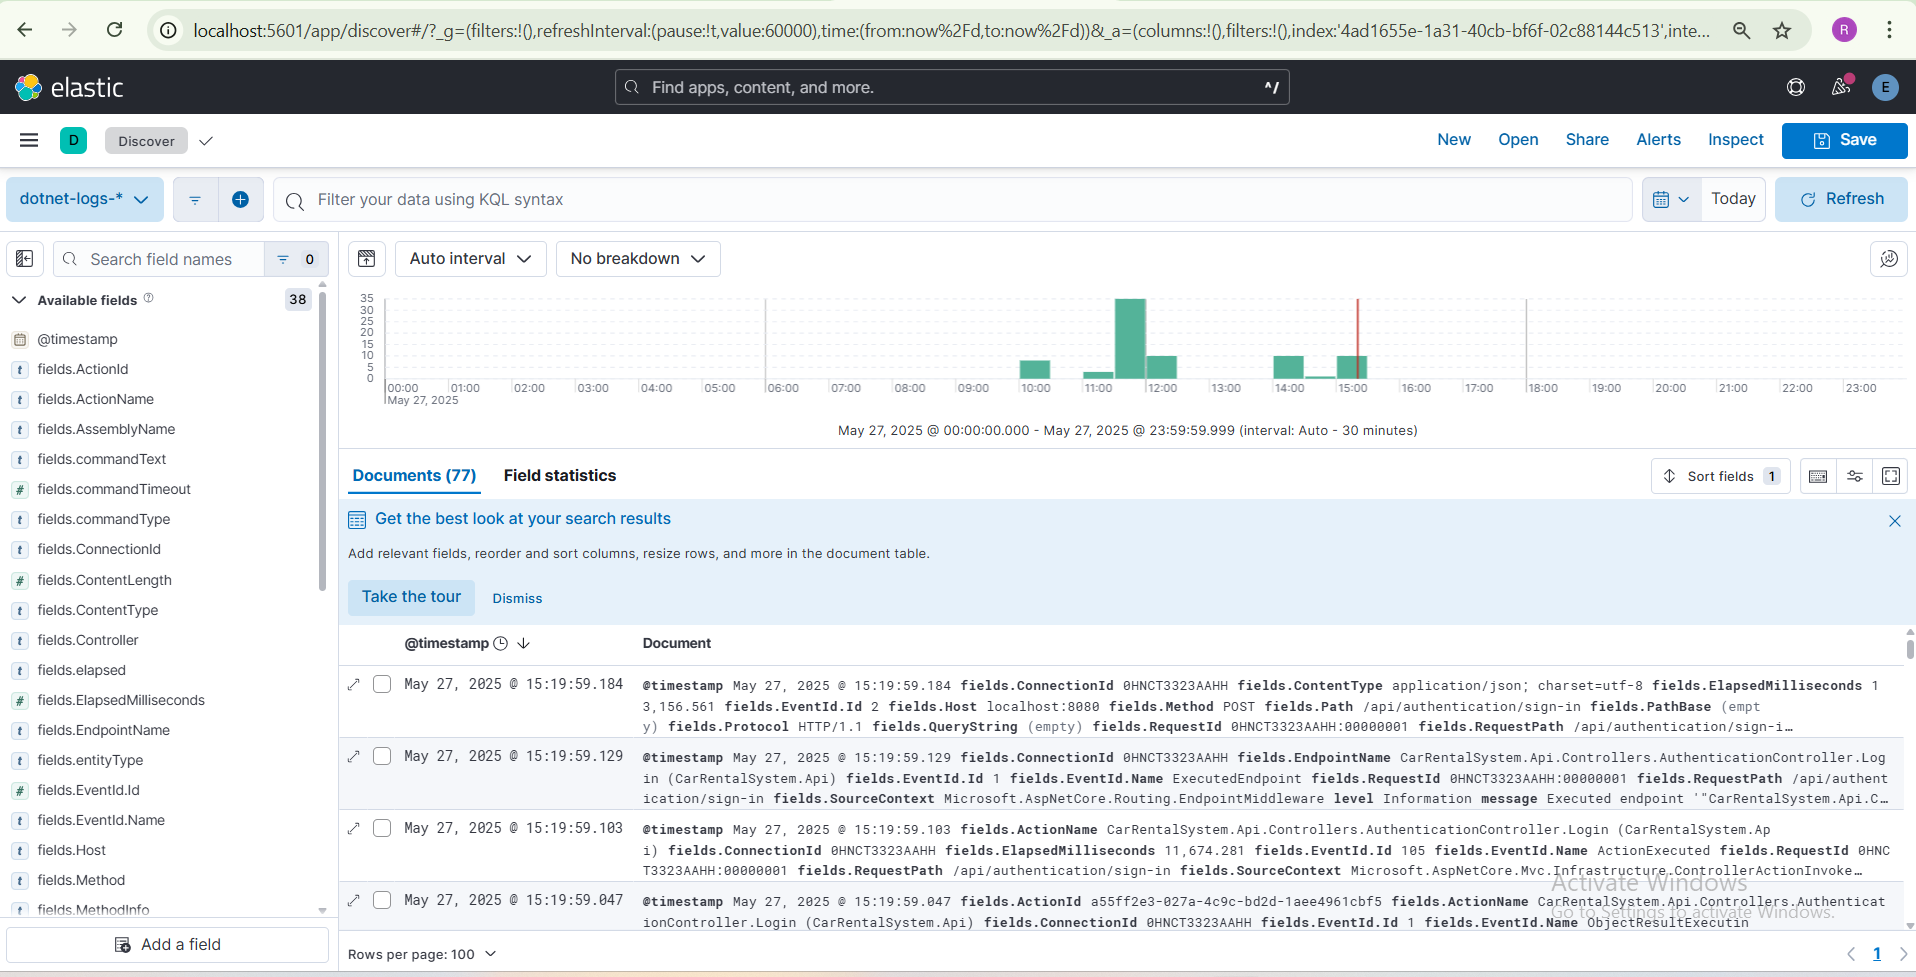 localhost:5601/app/discover#/?_g=(filters:!(),refreshInterval:(pause:!t,value:60000),time:(from:now%2Fd,to:now%2Fd))&_a=(columns:!(),filters:!(),index:'4ad1655e-1a31-40cb-bf6f-02c88144c513',inte...
R
elastic
Find apps, content, and more.
^/
E
D
Discover
New
Open
Share
Alerts
Inspect
Save
dotnet-logs-*
Filter your data using KQL syntax
Today
Refresh
Search field names
0
Auto interval
No breakdown
Available fields
38
@timestamp
fields.ActionId
fields.ActionName
fields.AssemblyName
fields.commandText
fields.commandTimeout
fields.commandType
fields.ConnectionId
fields.ContentLength
fields.ContentType
fields.Controller
fields.elapsed
fields.ElapsedMilliseconds
fields.EndpointName
fields.entityType
fields.EventId.Id
fields.EventId.Name
fields.Host
fields.Method
fields.MethodInfo
Add a field
35
30
25
20
15
10
5
0
00:00 01:00 02:00 03:00 04:00 05:00 06:00 07:00 08:00 09:00 10:00 11:00 12:00 13:00 14:00 15:00 16:00 17:00 18:00 19:00 20:00 21:00 22:00 23:00
May 27, 2025
May 27, 2025 @ 00:00:00.000 - May 27, 2025 @ 23:59:59.999 (interval: Auto - 30 minutes)
Documents (77)
Field statistics
Sort fields 1
Get the best look at your search results
Add relevant fields, reorder and sort columns, resize rows, and more in the document table.
Take the tour
Dismiss
@timestamp
Document
May 27, 2025 @ 15:19:59.184
@timestamp May 27, 2025 @ 15:19:59.184 fields.ConnectionId 0HNCT3323AAHH fields.ContentType application/json; charset=utf-8 fields.ElapsedMilliseconds 1
3,156.561 fields.EventId.Id 2 fields.Host localhost:8080 fields.Method POST fields.Path /api/authentication/sign-in fields.PathBase (empt
y) fields.Protocol HTTP/1.1 fields.QueryString (empty) fields.RequestId 0HNCT3323AAHH:00000001 fields.RequestPath /api/authentication/sign-i…
May 27, 2025 @ 15:19:59.129
@timestamp May 27, 2025 @ 15:19:59.129 fields.ConnectionId 0HNCT3323AAHH fields.EndpointName CarRentalSystem.Api.Controllers.AuthenticationController.Log
in (CarRentalSystem.Api) fields.EventId.Id 1 fields.EventId.Name ExecutedEndpoint fields.RequestId 0HNCT3323AAHH:00000001 fields.RequestPath /api/authent
ication/sign-in fields.SourceContext Microsoft.AspNetCore.Routing.EndpointMiddleware level Information message Executed endpoint '"CarRentalSystem.Api.C…
May 27, 2025 @ 15:19:59.103
@timestamp May 27, 2025 @ 15:19:59.103 fields.ActionName CarRentalSystem.Api.Controllers.AuthenticationController.Login (CarRentalSystem.Ap
i) fields.ConnectionId 0HNCT3323AAHH fields.ElapsedMilliseconds 11,674.281 fields.EventId.Id 105 fields.EventId.Name ActionExecuted fields.RequestId 0HNC
T3323AAHH:00000001 fields.RequestPath /api/authentication/sign-in fields.SourceContext Microsoft.AspNetCore.Mvc.Infrastructure.ControllerActionInvoke…
May 27, 2025 @ 15:19:59.047
@timestamp May 27, 2025 @ 15:19:59.047 fields.ActionId a55ff2e3-027a-4c9c-bd2d-1aee4961cbf5 fields.ActionName CarRentalSystem.Api.Controllers.Authenticat
ionController.Login (CarRentalSystem.Api) fields.ConnectionId 0HNCT3323AAHH fields.EventId.Id 1 fields.EventId.Name ObjectResultExecutin
Activate Windows
Go to Settings to activate Windows.
Rows per page: 100
1